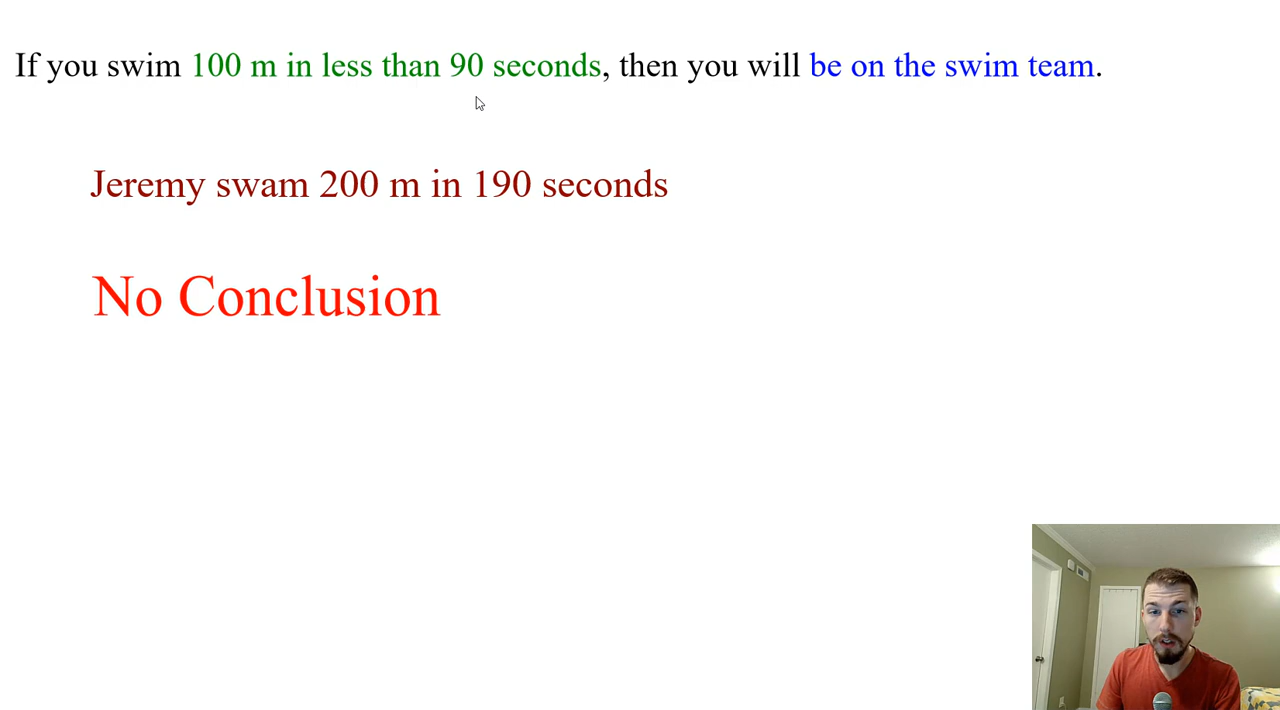 If you swim 100 m in less than 90 seconds, then you will be on the swim team.
Jeremy swam 200 m in 190 seconds
No Conclusion